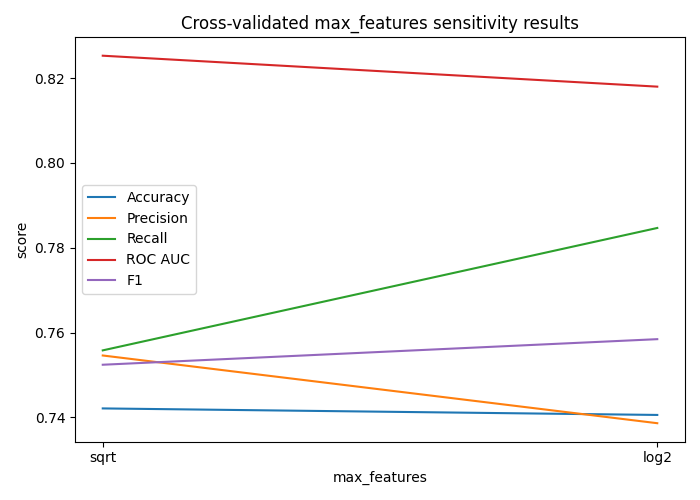 Cross-validated max_features sensitivity results
0.82
0.80
0.78
0.76
0.74
score
Accuracy
Precision
Recall
ROC AUC
F1
sqrt
log2
max_features